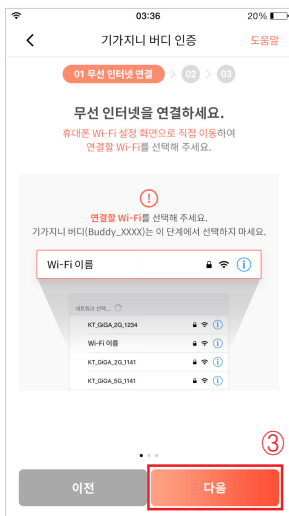 03:36
20%
기가지니 버디 인증
도움말
01 무선 인터넷 연결 > 02 > 03
무선 인터넷을 연결하세요.
휴대폰 Wi-Fi 설정 화면으로 직접 이동하여
연결할 Wi-Fi를 선택해 주세요.
연결할 Wi-Fi를 선택해 주세요.
기가지니 버디(Buddy_XXXX)는 이 단계에서 선택하지 마세요.
Wi-Fi 이름
네트워크 선택...
KT_GiGA_2G_1234
Wi-Fi 이름
KT_GiGA_2G_1141
KT_GiGA_5G_1141
③
이전
다음